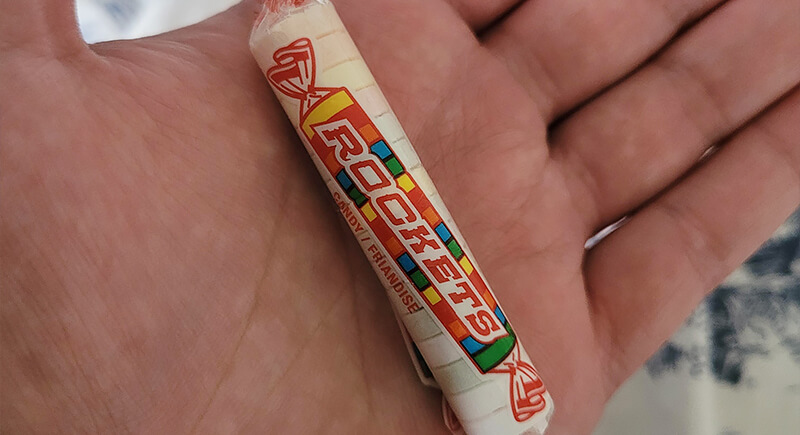 ROCKETS
CANDY / FRIANDISE